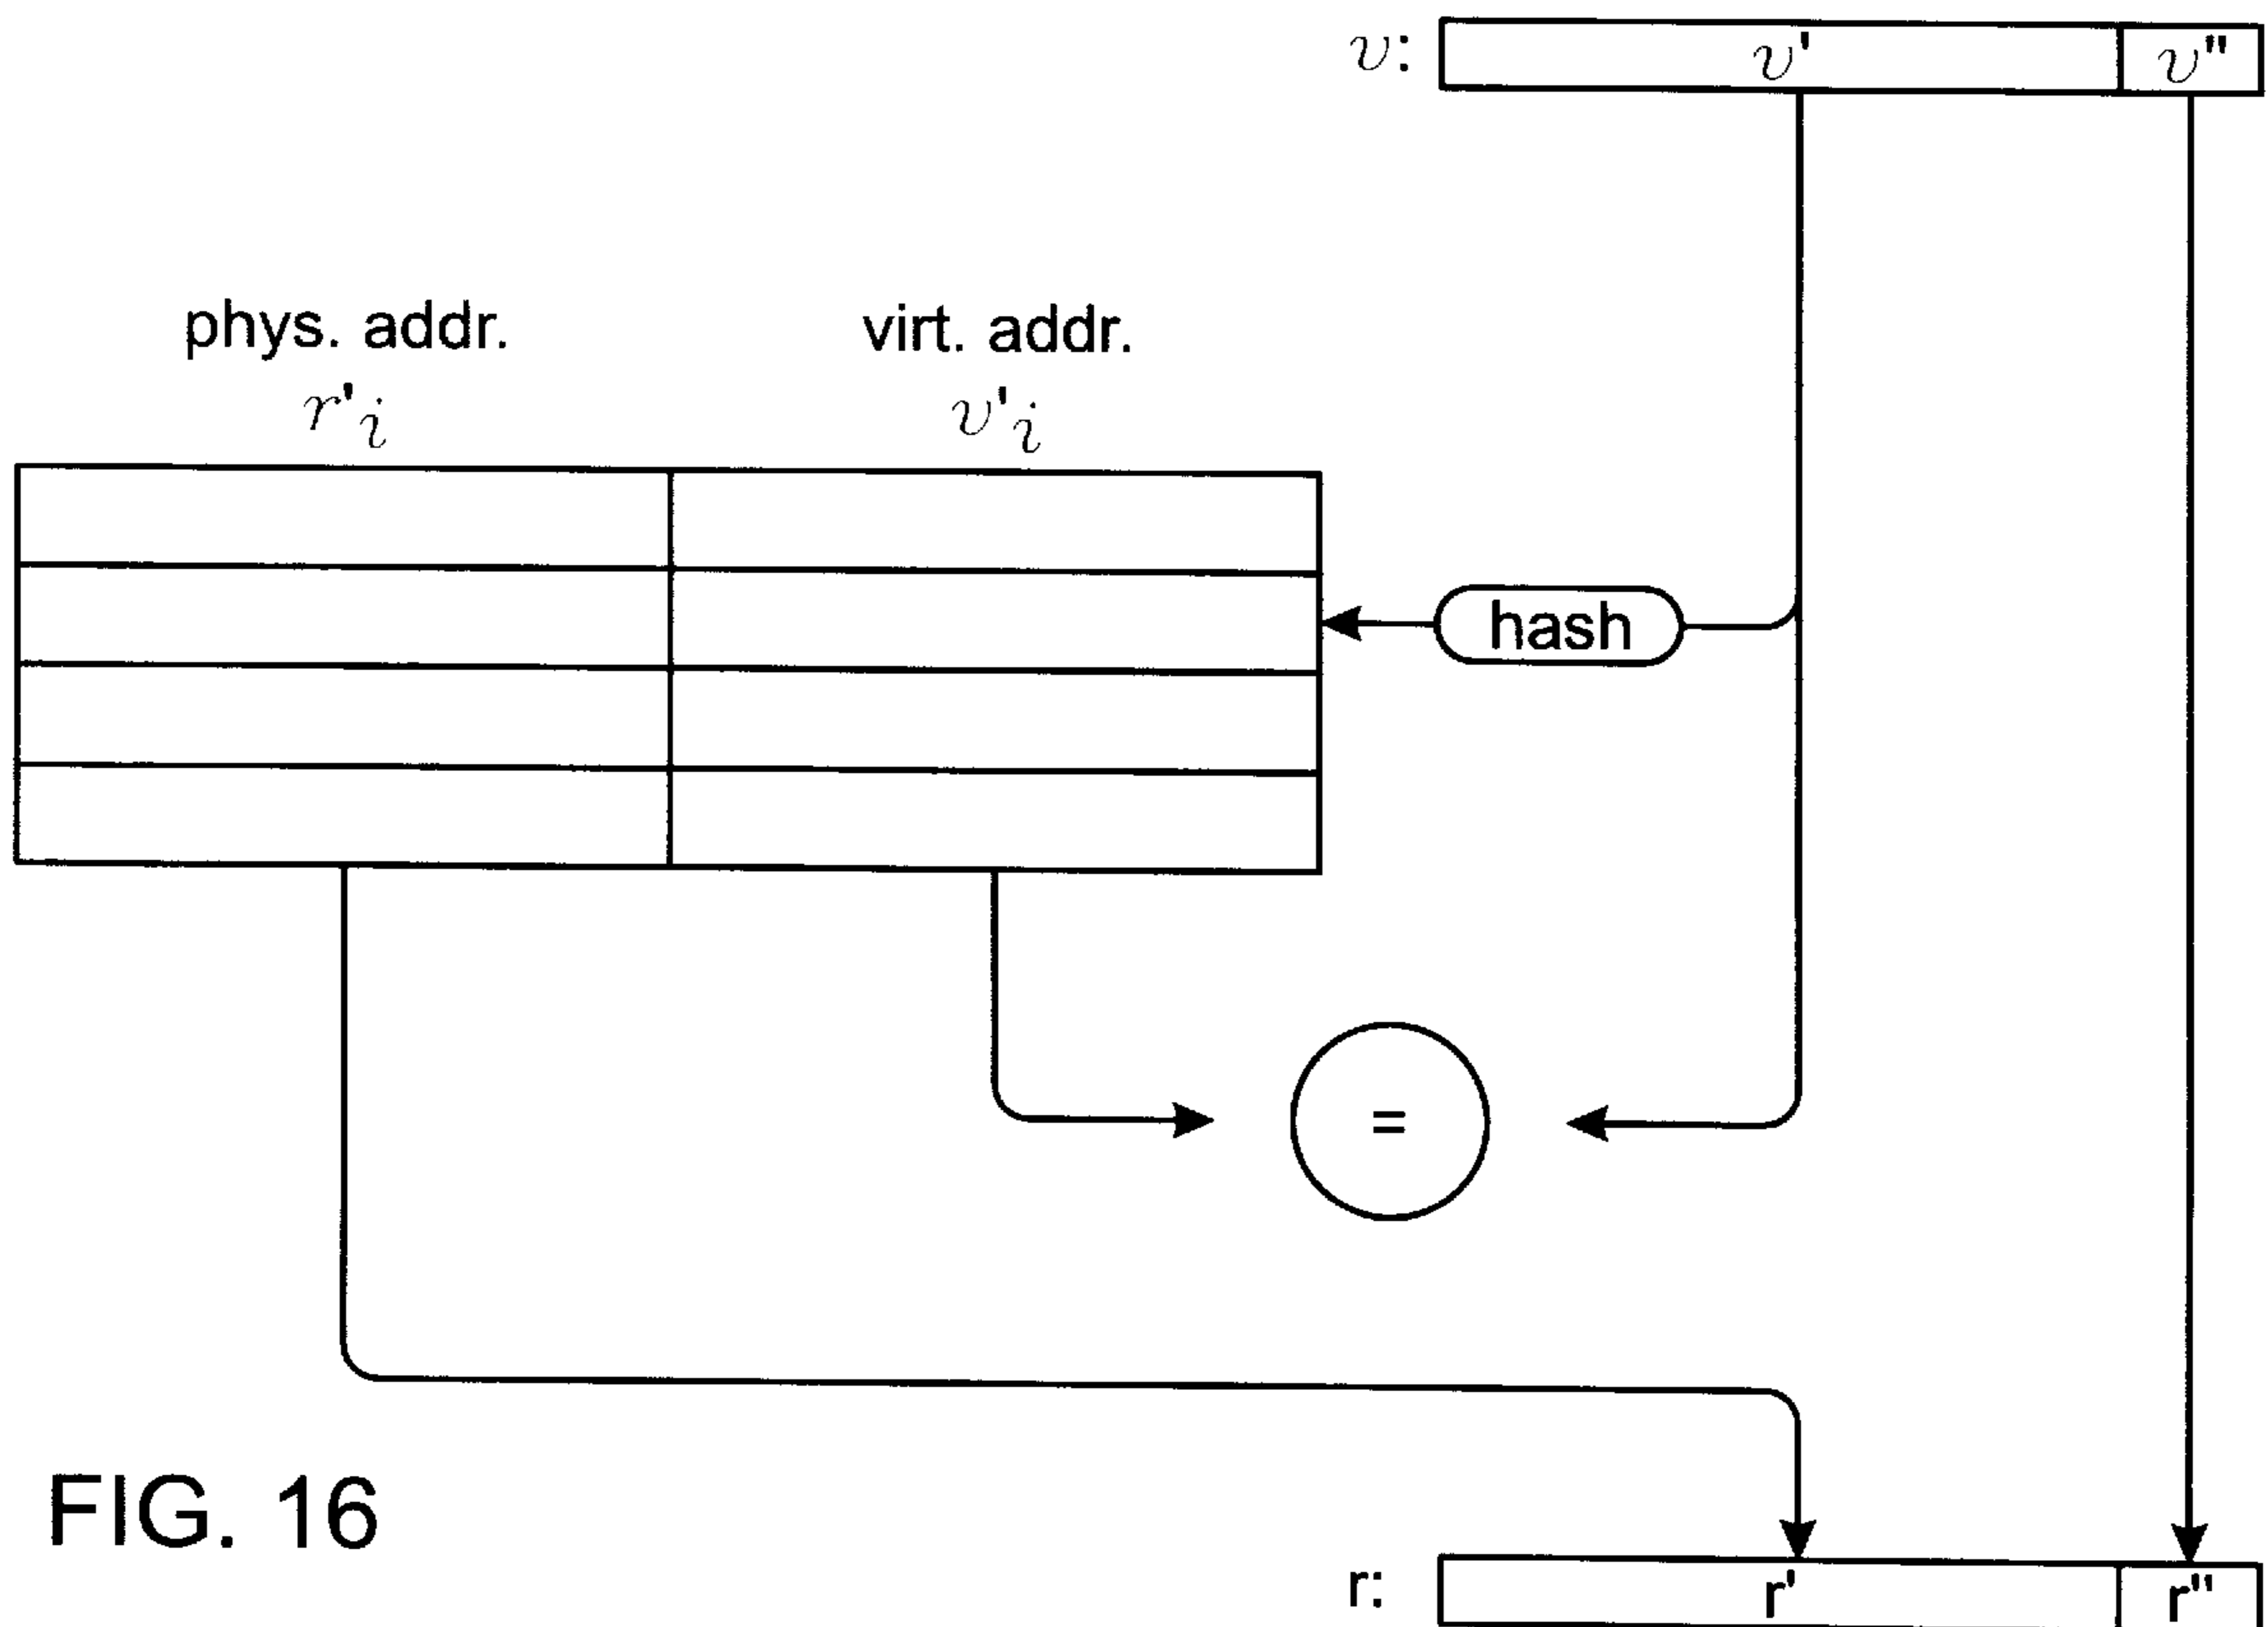 v: v' v"
phys. addr. virt. addr.
r'i v'i
hash
=
FIG. 16
r: r' r"